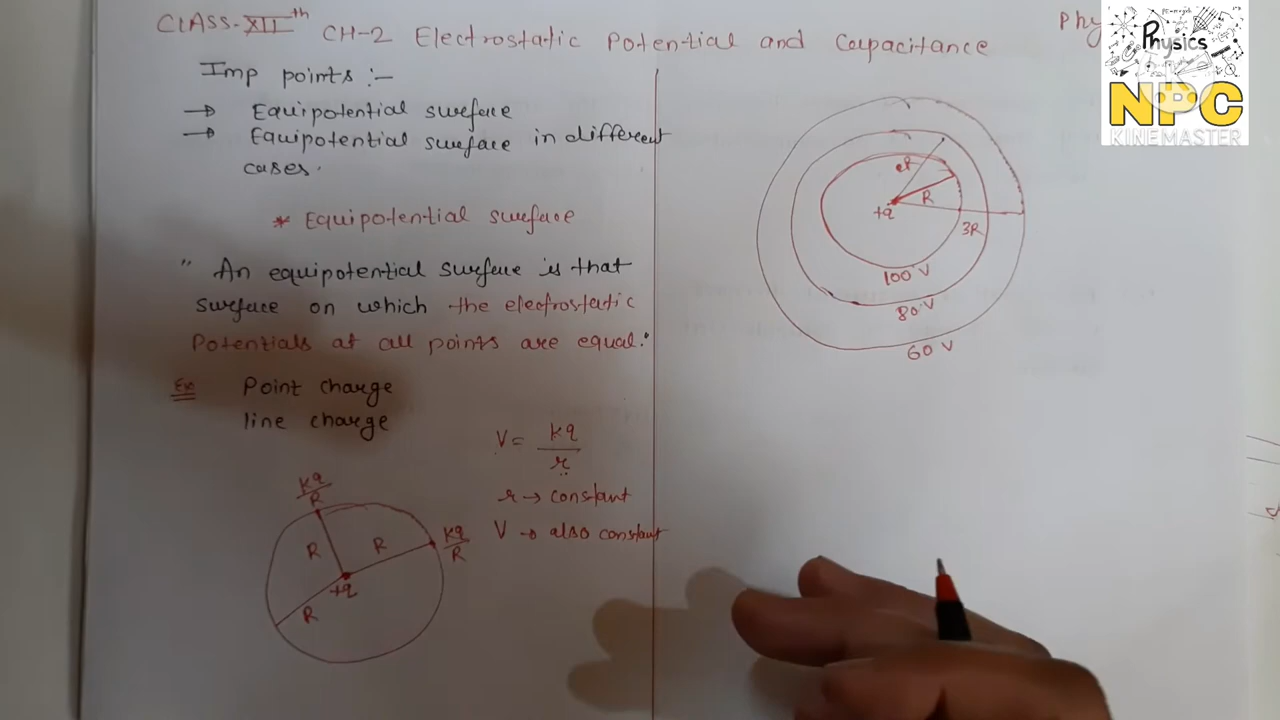 CLASS-XIIth CH-2 Electrostatic Potential and Capacitance Phy
Imp points :-
→ Equipotential surface
→ Equipotential surface in different
cases.
* Equipotential surface
" An equipotential surface is that
surface on which the electrostatic
Potentials at all points are equal."
Ex Point charge
line charge
V = kq
r
r → constant
V → also constant
kq
R
R
R
kq
R
+q
R
2R
R
+q
3R
100 V
80 V
60 V
Physics
NPC
KINEMASTER